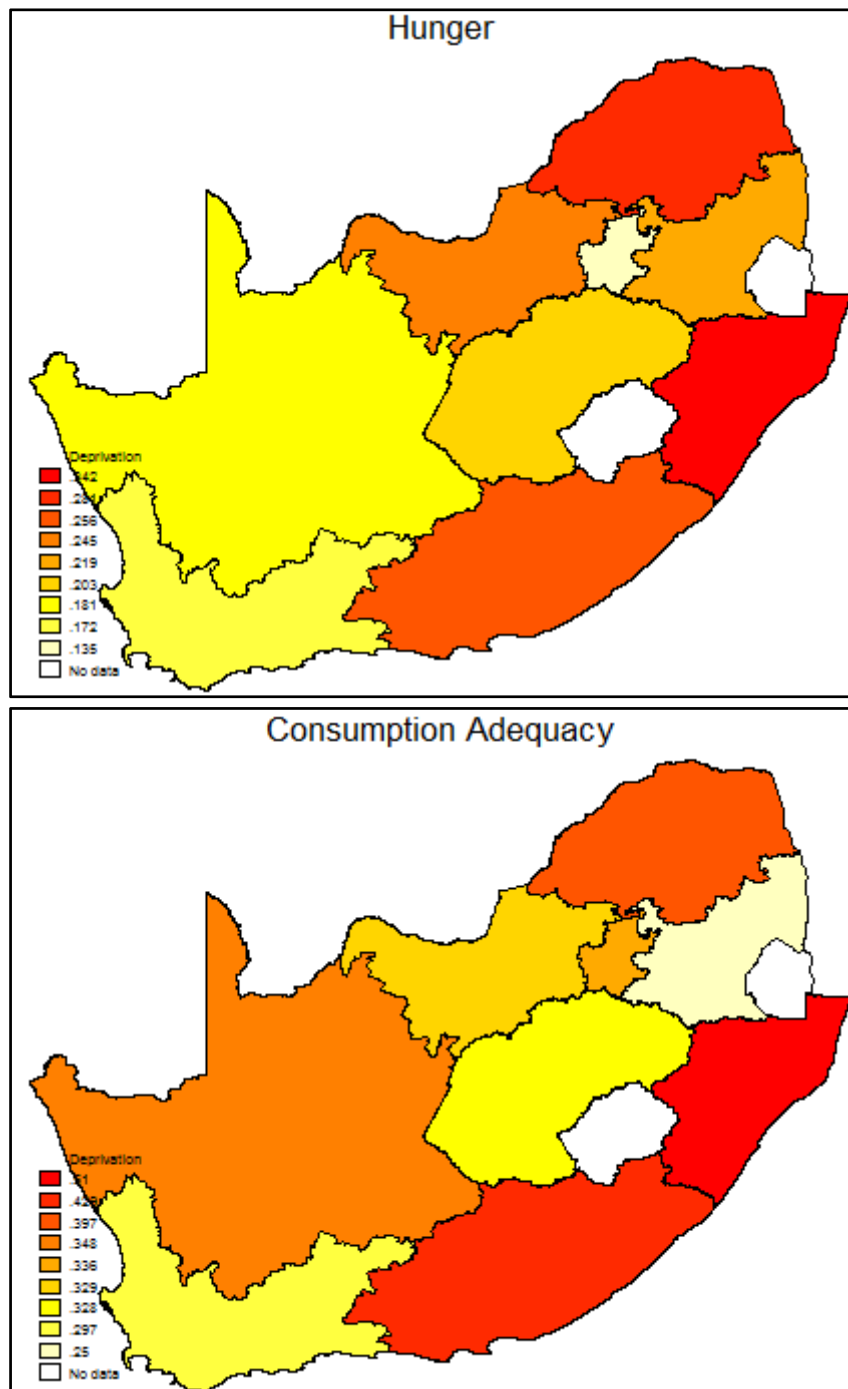 Hunger
Deprivation
.342
.256
.245
.219
.203
.181
.172
.135
No data
Consumption Adequacy
Deprivation
.397
.348
.336
.329
.328
.297
.25
No data